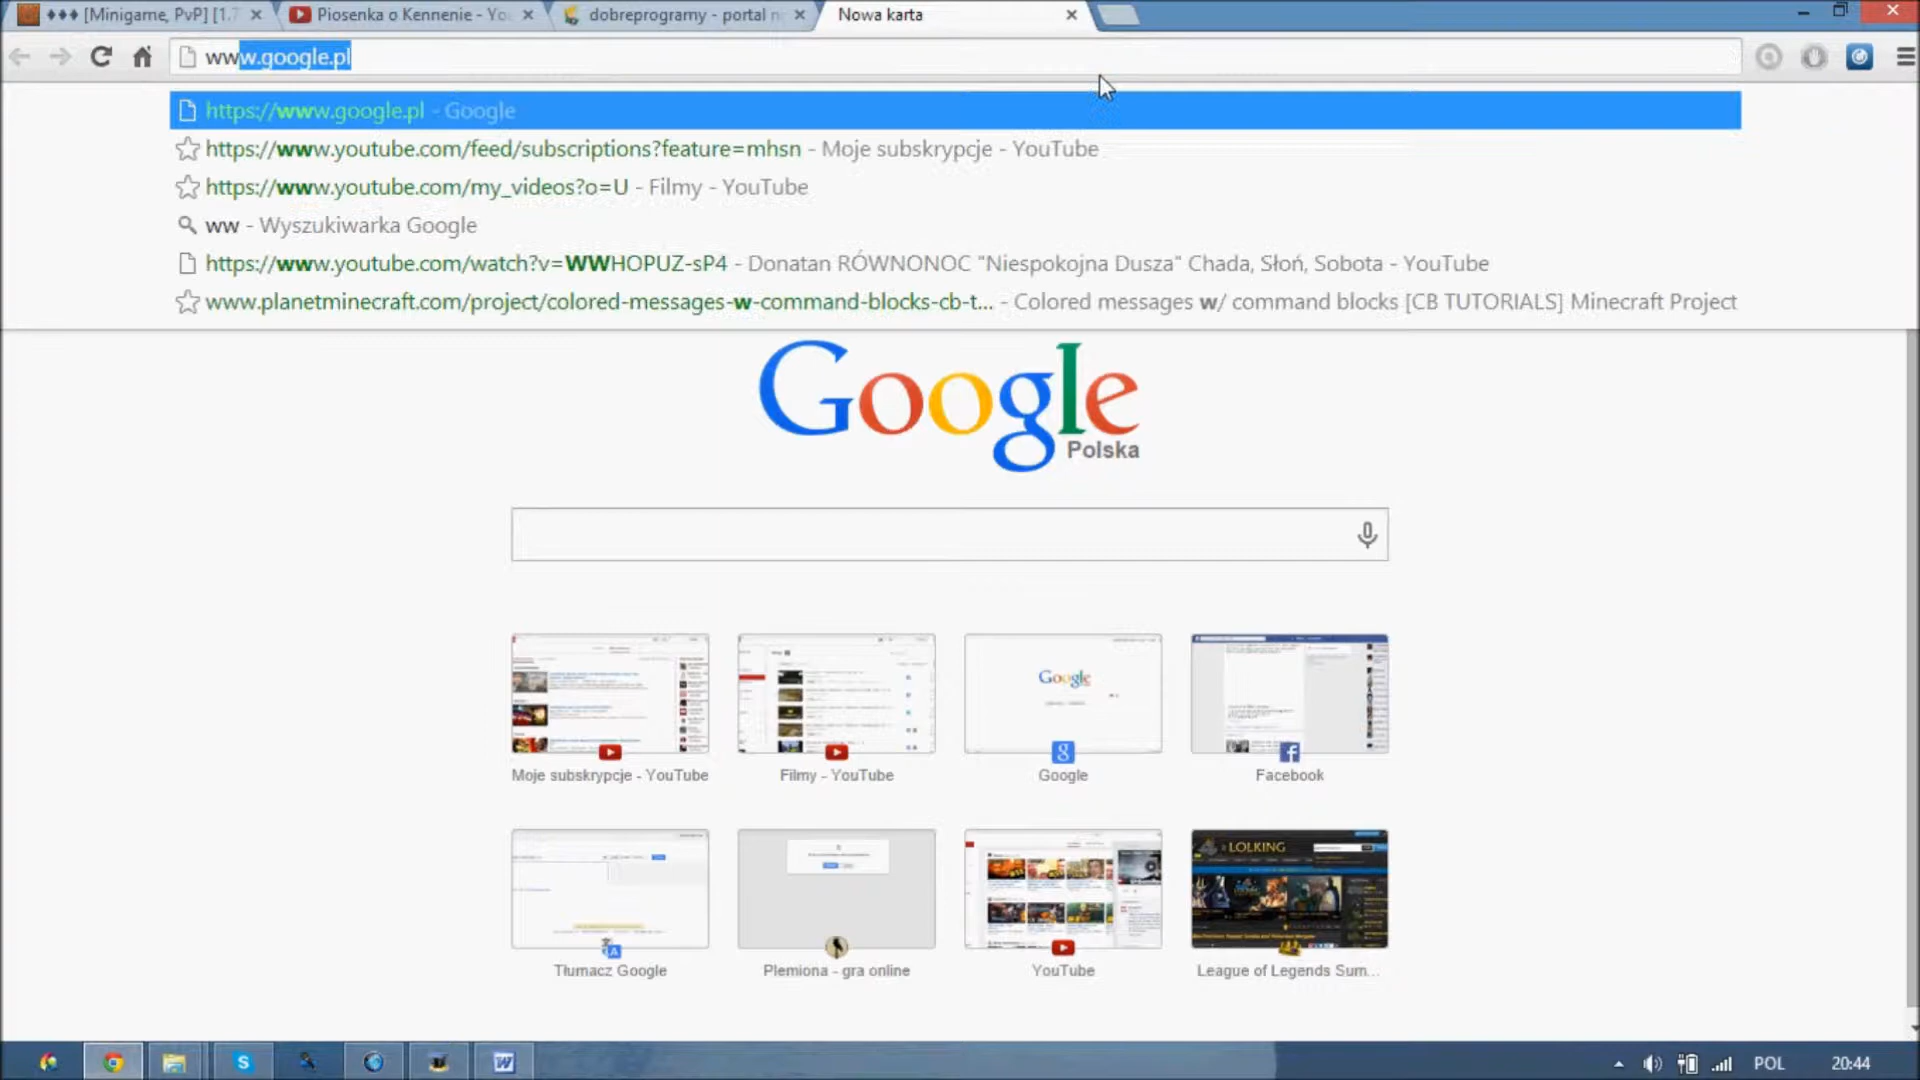 ♦♦♦ [Minigame, PvP] [1.7
Piosenka o Kennenie - Yo
dobreprogramy - portal n
Nowa karta
www.google.pl
https://www.google.pl - Google
https://www.youtube.com/feed/subscriptions?feature=mhsn - Moje subskrypcje - YouTube
https://www.youtube.com/my_videos?o=U - Filmy - YouTube
ww - Wyszukiwarka Google
https://www.youtube.com/watch?v=WWHOPUZ-sP4 - Donatan RÓWNONOC "Niespokojna Dusza" Chada, Słoń, Sobota - YouTube
www.planetminecraft.com/project/colored-messages-w-command-blocks-cb-t... - Colored messages w/ command blocks [CB TUTORIALS] Minecraft Project
Google
Polska
Google
Moje subskrypcje - YouTube
Filmy - YouTube
Google
Facebook
LOLKING
Tłumacz Google
Plemiona - gra online
YouTube
League of Legends Sum...
POL
20:44